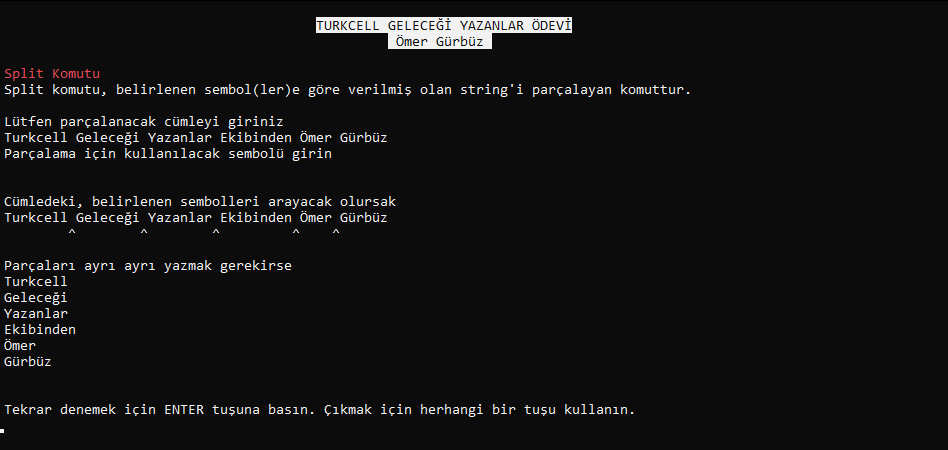 TURKCELL GELECEĞİ YAZANLAR ÖDEVİ
Ömer Gürbüz
Split Komutu
Split komutu, belirlenen sembol(ler)e göre verilmiş olan string'i parçalayan komuttur.
Lütfen parçalanacak cümleyi giriniz
Turkcell Geleceği Yazanlar Ekibinden Ömer Gürbüz
Parçalama için kullanılacak sembolü girin
Cümledeki, belirlenen sembolleri arayacak olursak
Turkcell Geleceği Yazanlar Ekibinden Ömer Gürbüz
^ ^ ^ ^ ^
Parçaları ayrı ayrı yazmak gerekirse
Turkcell
Geleceği
Yazanlar
Ekibinden
Ömer
Gürbüz
Tekrar denemek için ENTER tuşuna basın. Çıkmak için herhangi bir tuşu kullanın.